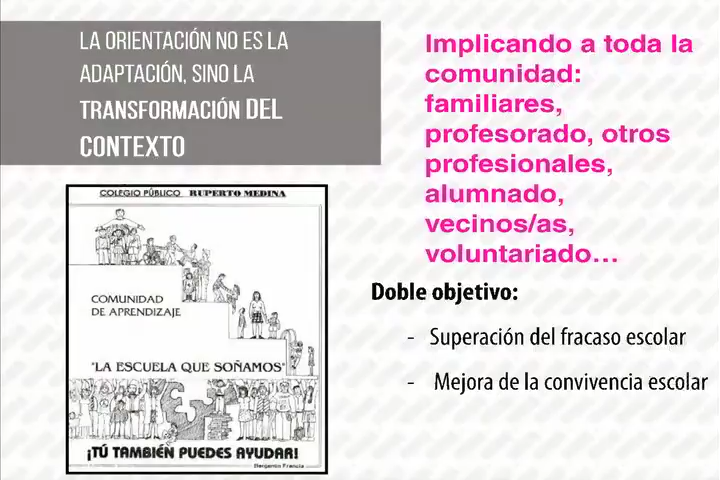 LA ORIENTACIÓN NO ES LA
ADAPTACIÓN, SINO LA
TRANSFORMACIÓN DEL
CONTEXTO
Implicando a toda la
comunidad:
familiares,
profesorado, otros
profesionales,
alumnado,
vecinos/as,
voluntariado...
Doble objetivo:
- Superación del fracaso escolar
- Mejora de la convivencia escolar
COLEGIO PÚBLICO RUPERTO MEDINA
COMUNIDAD
DE APRENDIZAJE
"LA ESCUELA QUE SOÑAMOS"
¡TÚ TAMBIÉN PUEDES AYUDAR!
Benjamín Francia